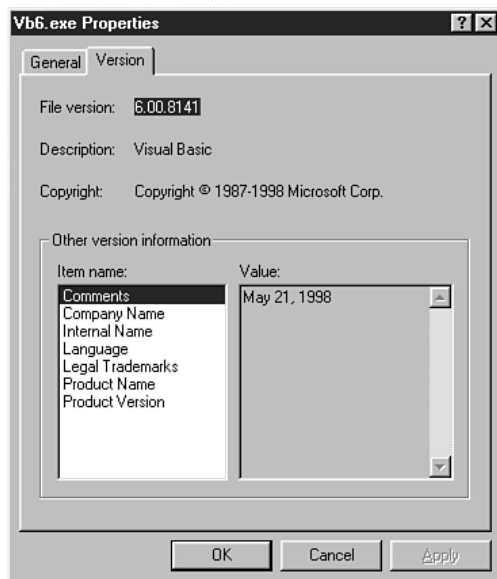 Vb6.exe Properties
General Version
File version: 6.00.8141
Description: Visual Basic
Copyright: Copyright © 1987-1998 Microsoft Corp.
Other version information
Item name: Value:
Comments May 21, 1998
Company Name
Internal Name
Language
Legal Trademarks
Product Name
Product Version
OK Cancel Apply